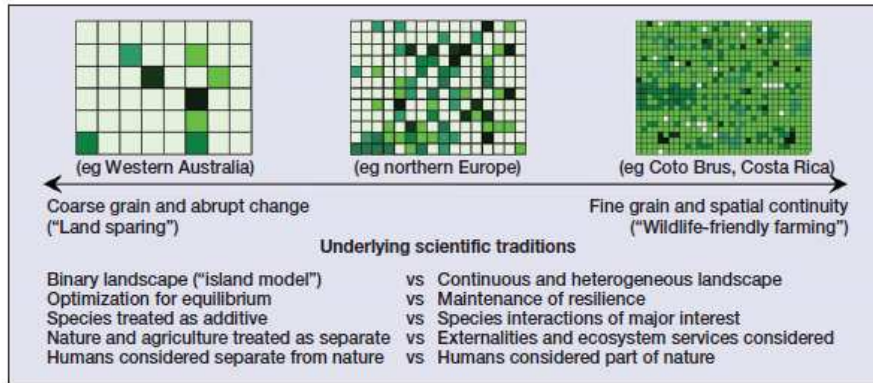 (eg Western Australia) (eg northern Europe) (eg Coto Brus, Costa Rica)
Coarse grain and abrupt change Fine grain and spatial continuity
("Land sparing") ("Wildlife-friendly farming")
Underlying scientific traditions
Binary landscape ("island model") vs Continuous and heterogeneous landscape
Optimization for equilibrium vs Maintenance of resilience
Species treated as additive vs Species interactions of major interest
Nature and agriculture treated as separate vs Externalities and ecosystem services considered
Humans considered separate from nature vs Humans considered part of nature